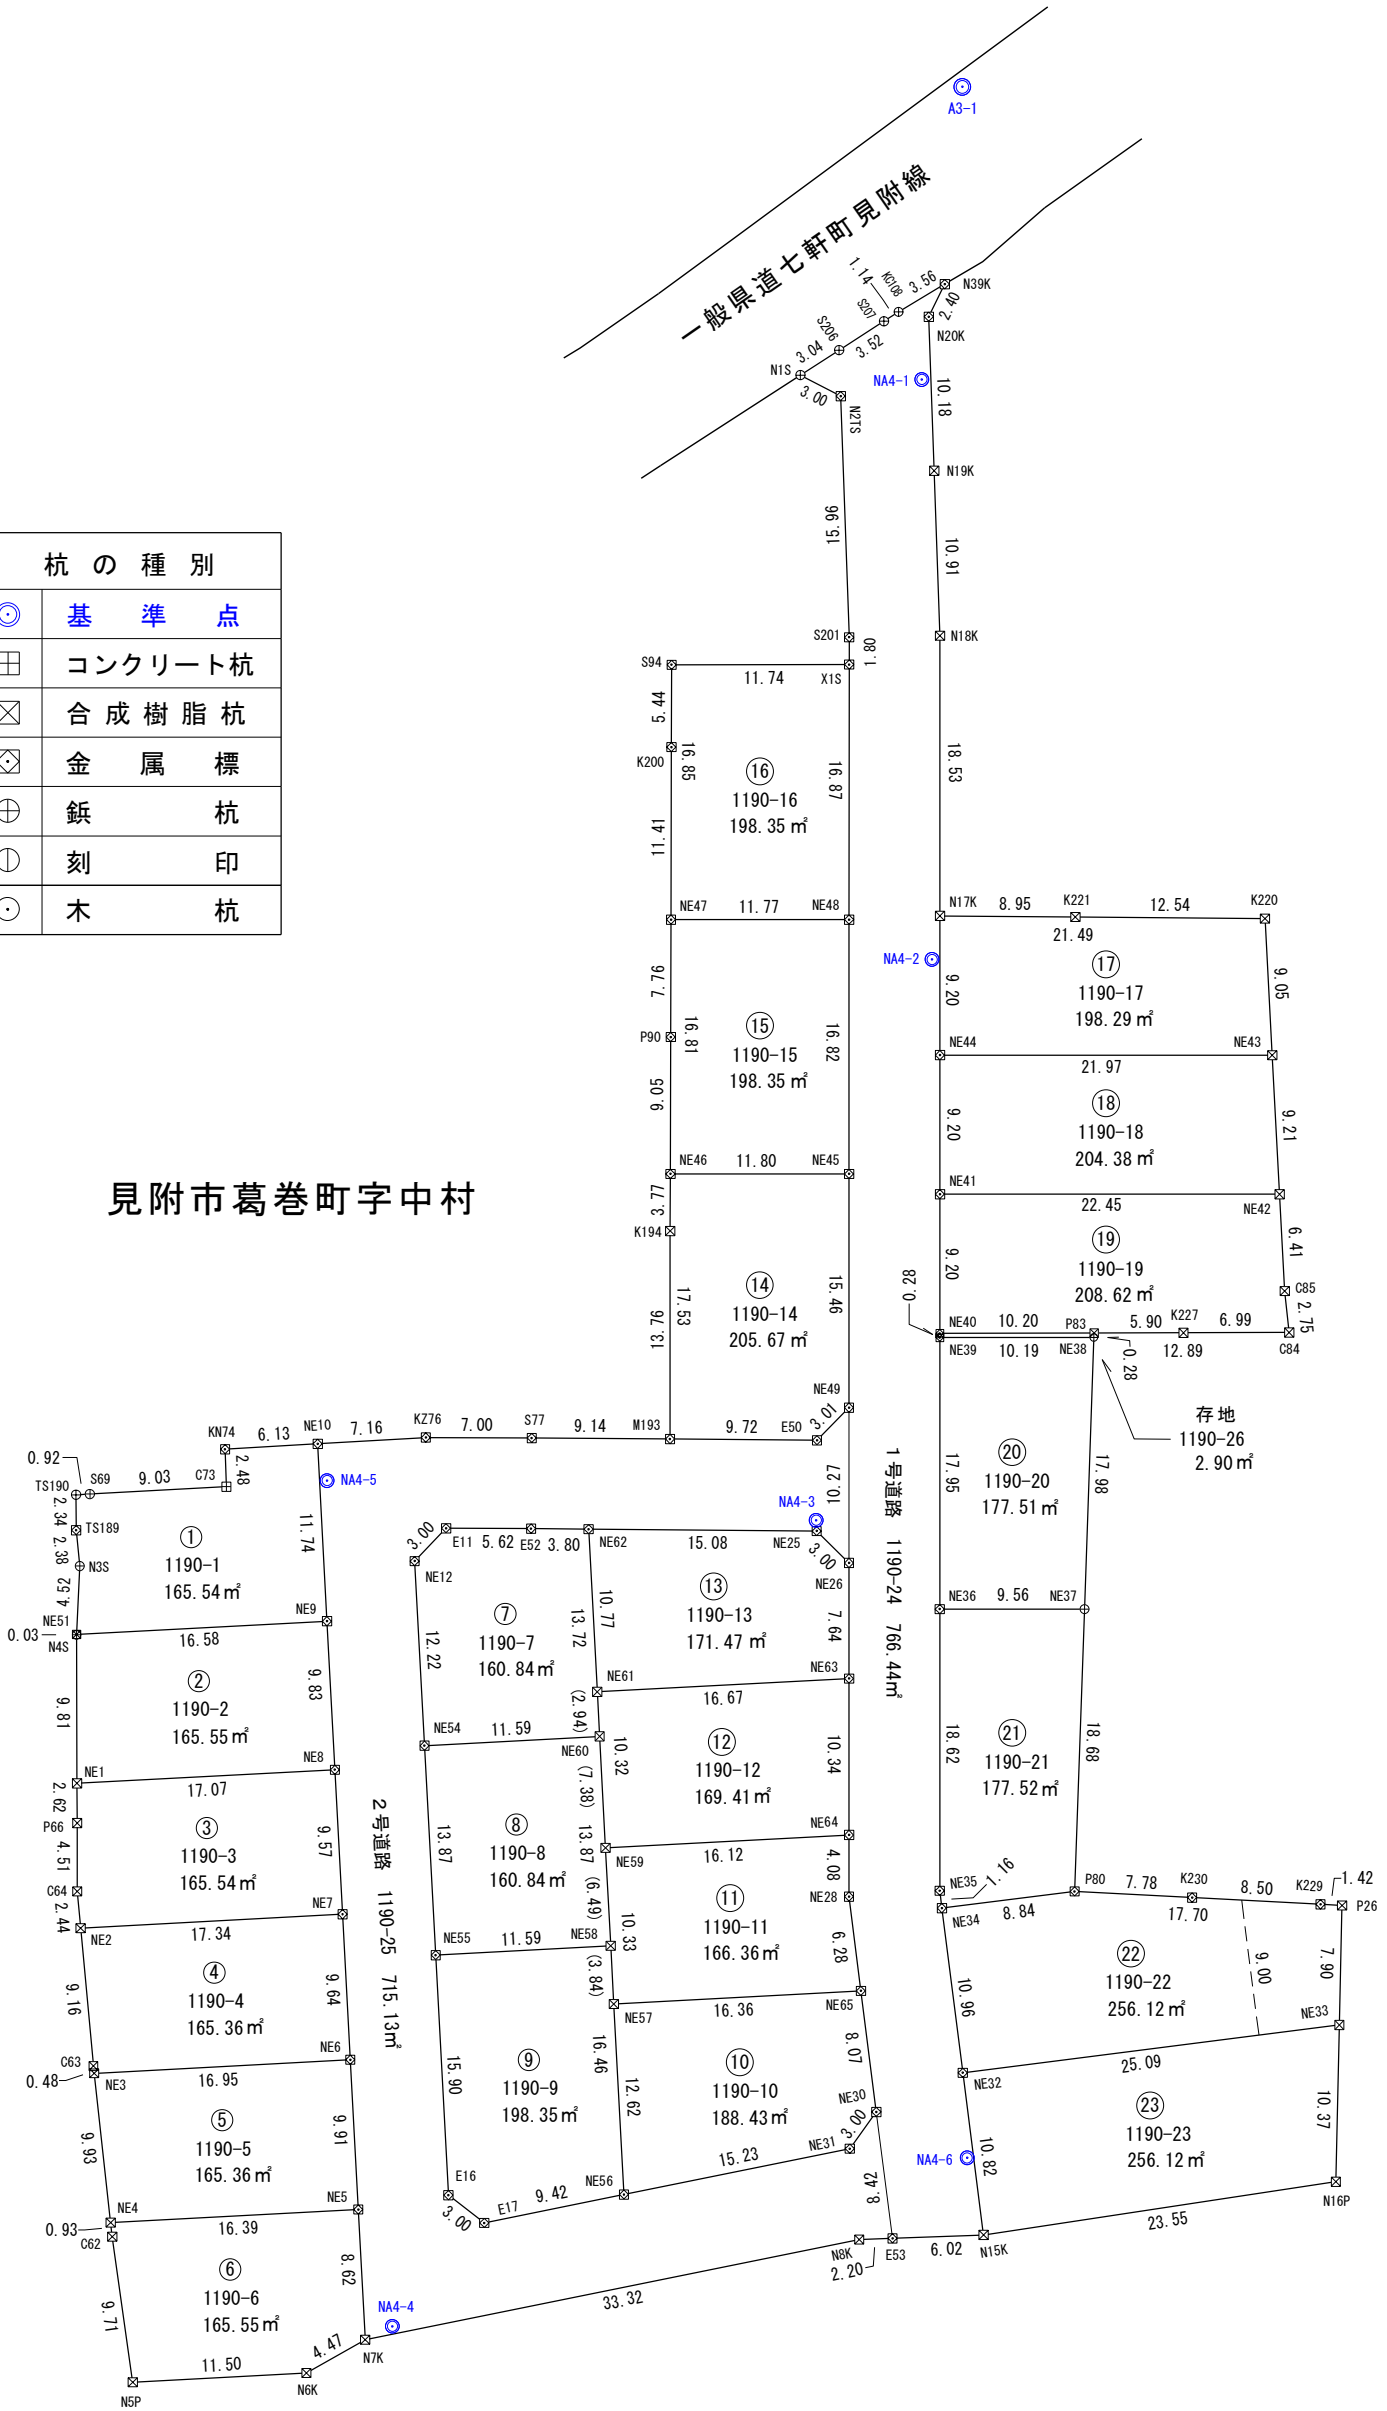 A3-1
一般県道七軒町見附線
N39K
3.56
KC108
1.14
S207
2.40
N20K
S206
3.52
3.04
N1S
3.00
N2TS
NA4-1
10.18
N19K
15.96
10.91
杭の種別
基準点
コンクリート杭
合成樹脂杭
金属標
鋲杭
刻印
木杭
S201
1.80
N18K
S94
11.74
X1S
5.44
K200
16.85
16.87
18.53
⑯
1190-16
198.35㎡
11.41
NE47
11.77
NE48
N17K
8.95
K221
12.54
K220
21.49
NA4-2
⑰
1190-17
198.29㎡
9.20
9.05
7.76
P90
16.81
⑮
1190-15
198.35㎡
16.82
9.05
NE44
21.97
NE43
⑱
1190-18
204.38㎡
9.20
9.21
NE46
11.80
NE45
NE41
22.45
NE42
見附市葛巻町字中村
3.77
K194
17.53
13.76
⑭
1190-14
205.67㎡
15.46
⑲
1190-19
208.62㎡
9.20
6.41
C85
2.75
0.28
NE40
10.20
P83
5.90
K227
6.99
NE39
10.19
NE38
0.28
12.89
C84
NE49
3.01
存地
1190-26
2.90㎡
KN74
6.13
NE10
7.16
KZ76
7.00
S77
9.14
M193
9.72
E50
0.92
TS190
S69
9.03
C73
2.48
NA4-5
10.27
NA4-3
1号道路 1190-24 766.44㎡
17.95
⑳
1190-20
177.51㎡
17.98
2.34
TS189
2.38
N3S
4.52
①
1190-1
165.54㎡
11.74
3.00
E11
5.62
E52
3.80
NE62
15.08
NE25
3.00
NE26
NE12
NE51
0.03
N4S
16.58
NE9
12.22
⑦
1190-7
160.84㎡
13.72
10.77
⑬
1190-13
171.47㎡
7.64
NE36
9.56
NE37
②
1190-2
165.55㎡
9.81
9.83
NE61
16.67
NE63
(2.94)
NE54
11.59
NE60
NE1
17.07
NE8
18.62
㉑
1190-21
177.52㎡
18.68
10.32
⑫
1190-12
169.41㎡
10.34
(7.38)
2.62
P66
4.51
C64
2.44
③
1190-3
165.54㎡
9.57
2号道路 1190-25 715.13㎡
13.87
⑧
1190-8
160.84㎡
13.87
NE59
16.12
NE64
4.08
NE28
NE35
1.16
NE34
8.84
P80
7.78
K230
8.50
K229
1.42
P26
17.70
NE2
17.34
NE7
(6.49)
10.33
⑪
1190-11
166.36㎡
6.28
NE55
11.59
NE58
(3.84)
④
1190-4
165.36㎡
9.16
9.64
NE57
16.36
NE65
10.96
㉒
1190-22
256.12㎡
9.00
7.90
NE33
C63
0.48
NE3
16.95
NE6
15.90
⑨
1190-9
198.35㎡
16.46
12.62
⑩
1190-10
188.43㎡
8.07
NE32
25.09
NE30
3.00
NE31
⑤
1190-5
165.36㎡
9.93
9.91
㉓
1190-23
256.12㎡
10.37
NA4-6
10.82
15.23
E16
3.00
E17
9.42
NE56
8.42
N16P
NE4
0.93
C62
16.39
NE5
23.55
⑥
1190-6
165.55㎡
9.71
8.62
N8K
2.20
E53
6.02
N15K
33.32
NA4-4
N7K
4.47
11.50
N6K
N5P